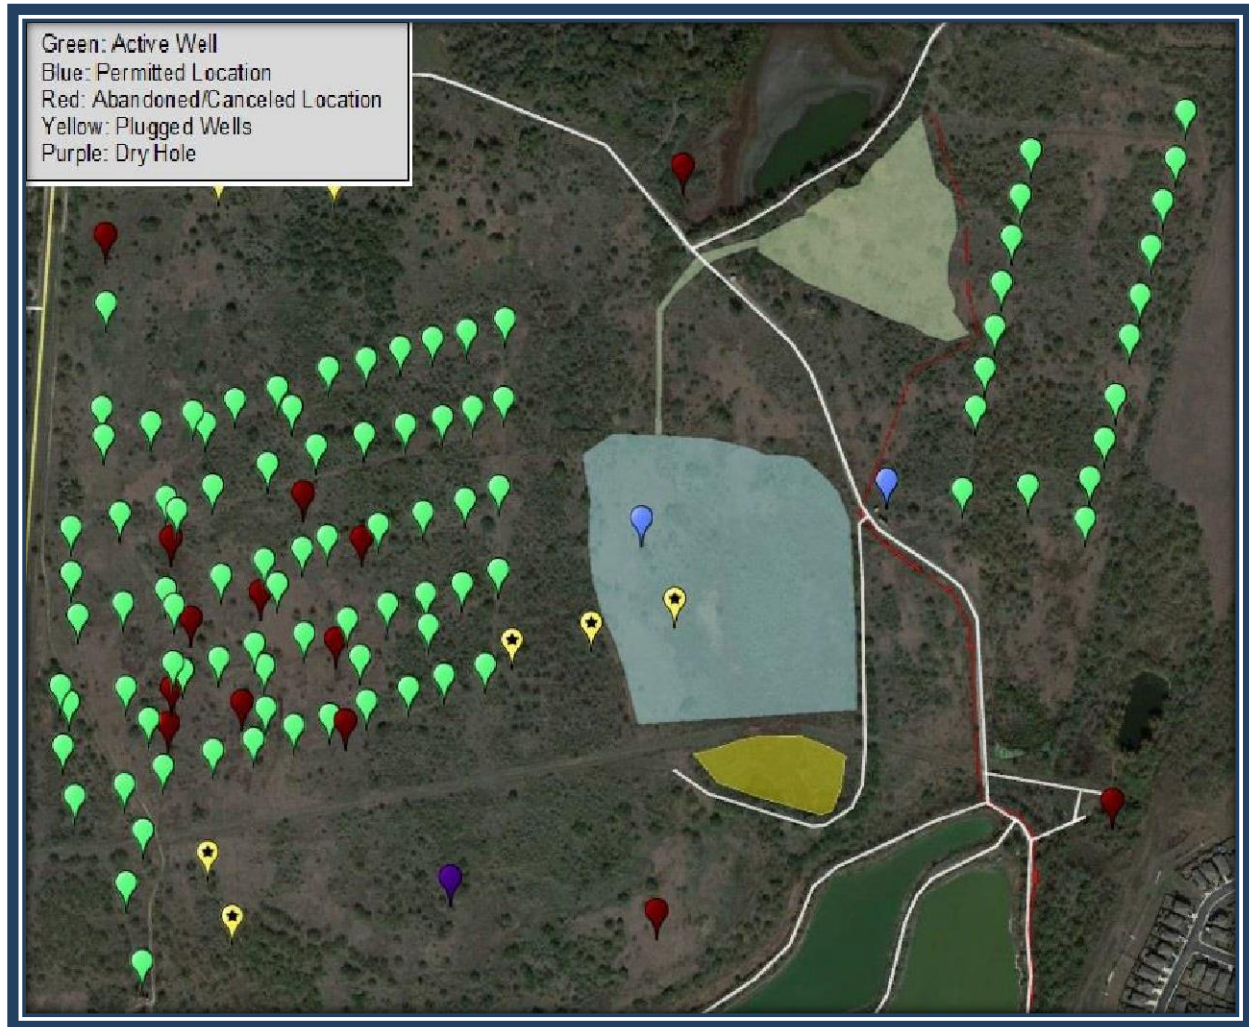 Green: Active Well
Blue: Permitted Location
Red: Abandoned/Canceled Location
Yellow: Plugged Wells
Purple: Dry Hole